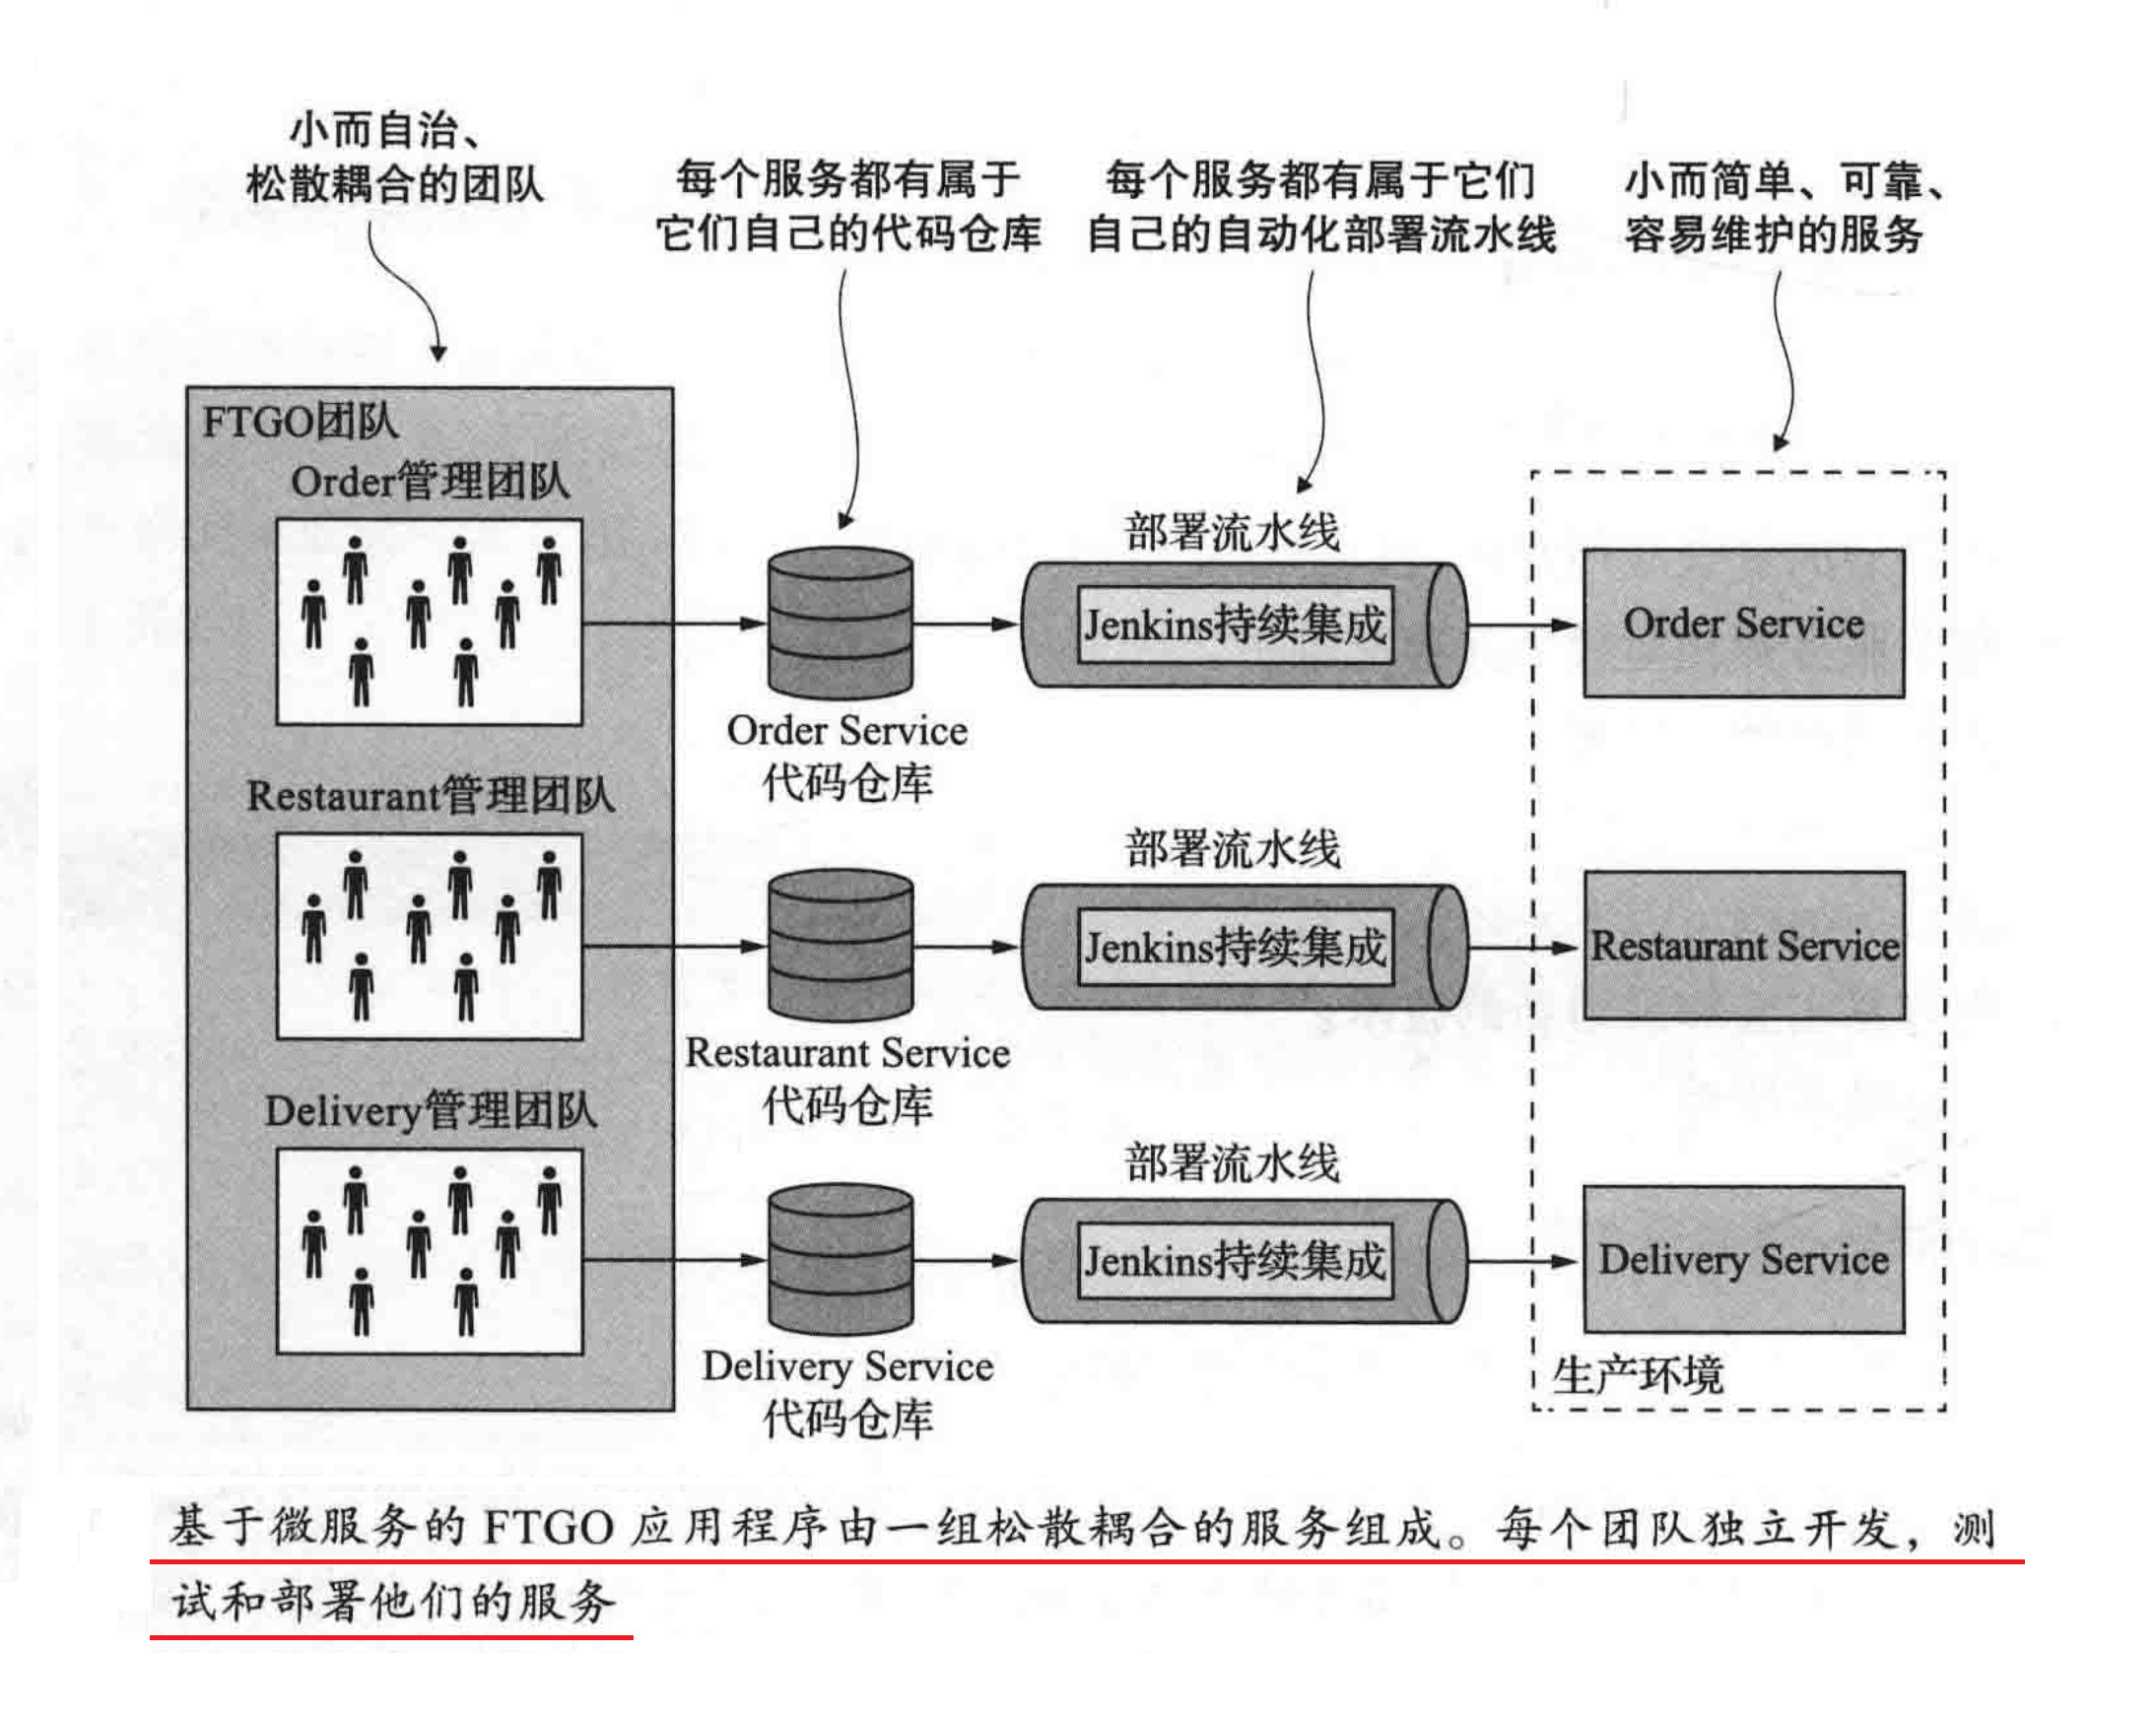 小而自治、
松散耦合的团队
每个服务都有属于
它们自己的代码仓库
每个服务都有属于它们
自己的自动化部署流水线
小而简单、可靠、
容易维护的服务
FTGO团队
Order管理团队
部署流水线
Jenkins持续集成
Order Service
Order Service
代码仓库
Restaurant管理团队
部署流水线
Jenkins持续集成
Restaurant Service
Restaurant Service
代码仓库
Delivery管理团队
部署流水线
Jenkins持续集成
Delivery Service
Delivery Service
代码仓库
生产环境
基于微服务的 FTGO 应用程序由一组松散耦合的服务组成。每个团队独立开发，测
试和部署他们的服务